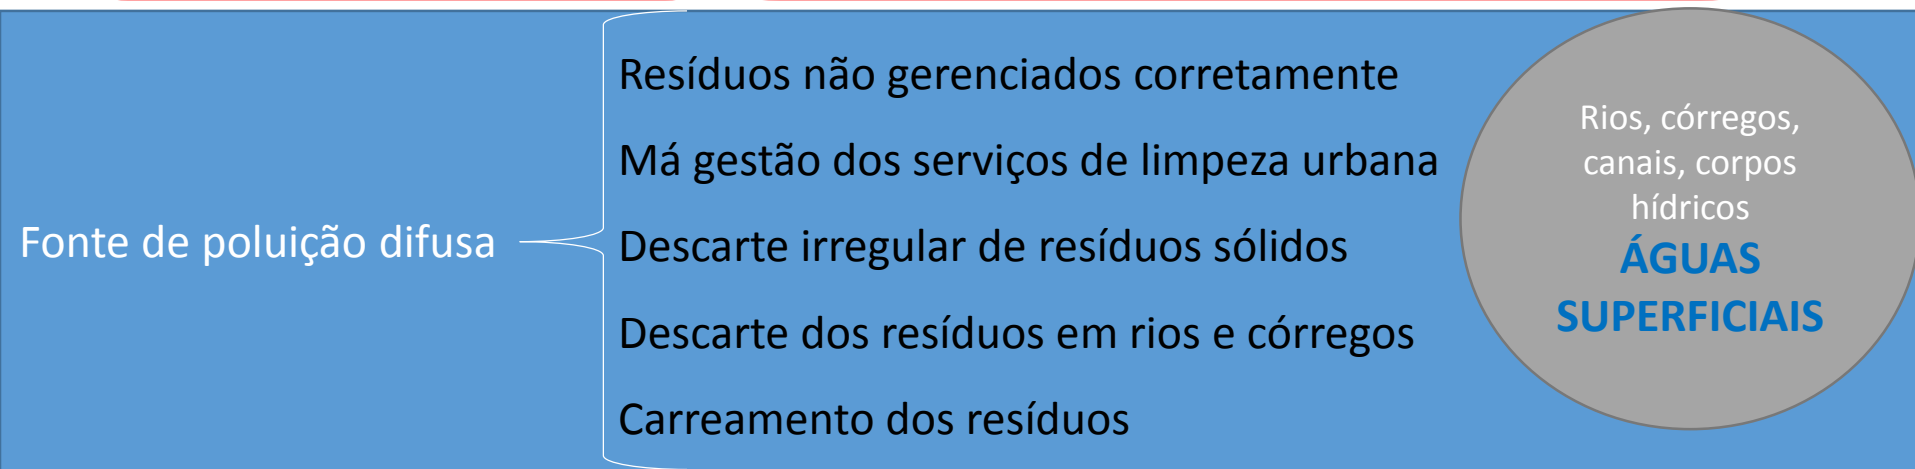 Fonte de poluição difusa
Resíduos não gerenciados corretamente
Má gestão dos serviços de limpeza urbana
Descarte irregular de resíduos sólidos
Descarte dos resíduos em rios e córregos
Carreamento dos resíduos
Rios, córregos,
canais, corpos
hídricos
ÁGUAS
SUPERFICIAIS